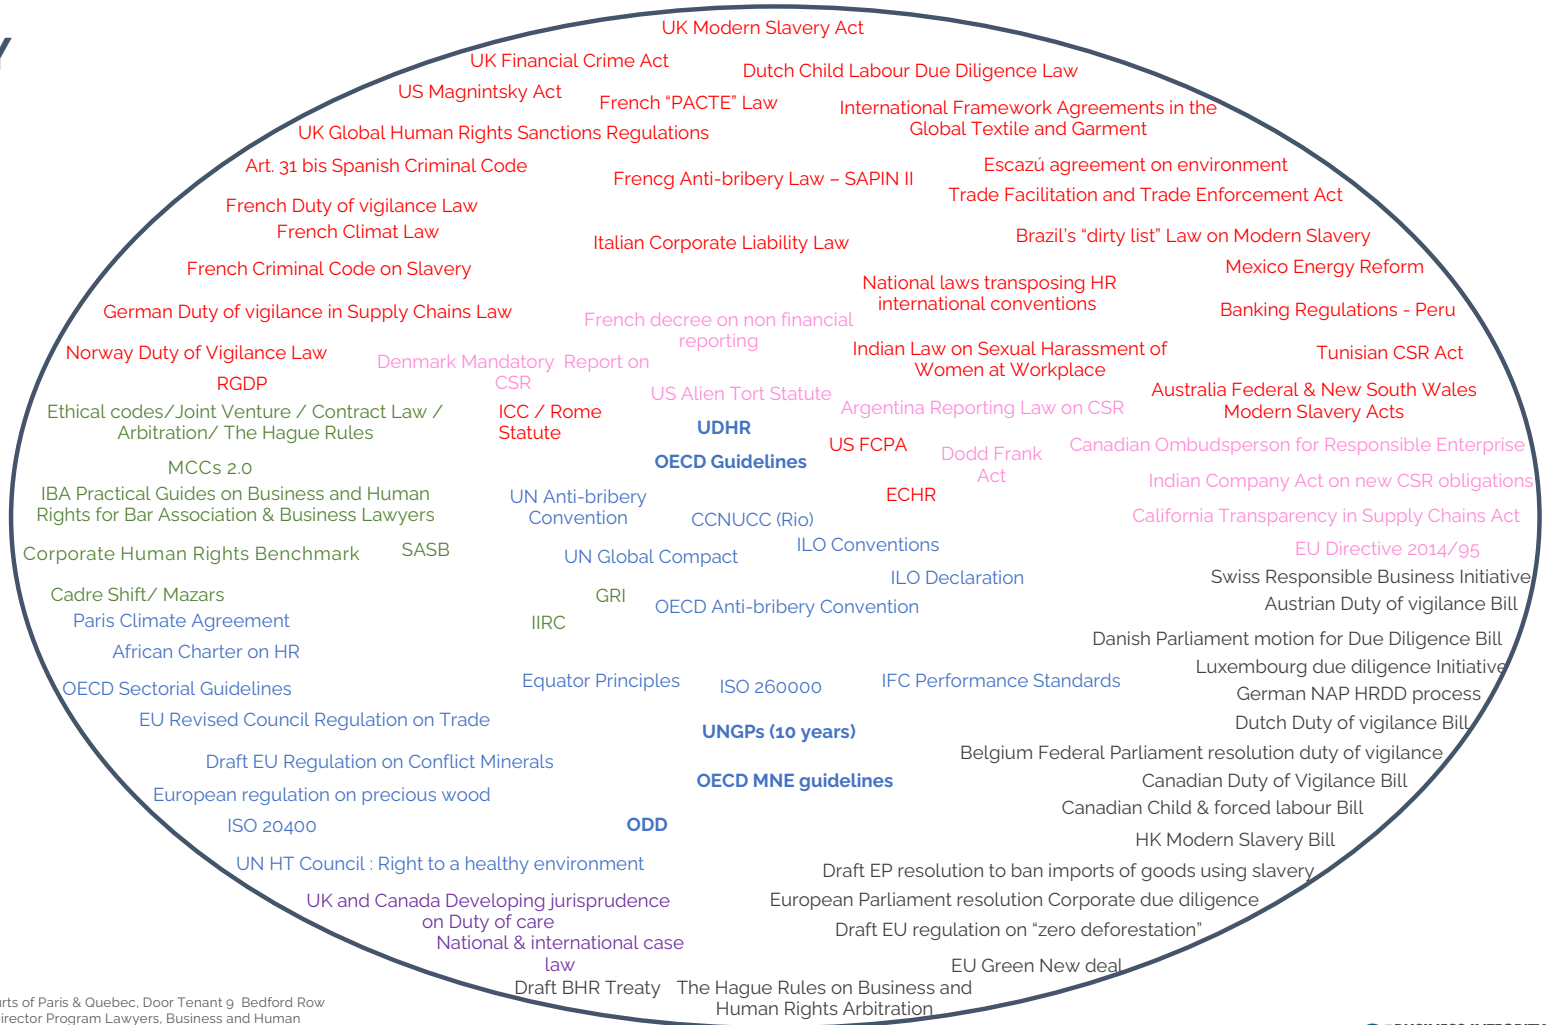 Y
UK Modern Slavery Act
UK Financial Crime Act
Dutch Child Labour Due Diligence Law
US Magnintsky Act
French “PACTE” Law
International Framework Agreements in the
Global Textile and Garment
UK Global Human Rights Sanctions Regulations
Art. 31 bis Spanish Criminal Code
Escazú agreement on environment
Frencg Anti-bribery Law – SAPIN II
Trade Facilitation and Trade Enforcement Act
French Duty of vigilance Law
French Climat Law
Italian Corporate Liability Law
Brazil’s “dirty list” Law on Modern Slavery
French Criminal Code on Slavery
Mexico Energy Reform
National laws transposing HR
international conventions
German Duty of vigilance in Supply Chains Law
Banking Regulations - Peru
French decree on non financial
reporting
Norway Duty of Vigilance Law
Denmark Mandatory Report on
CSR
Indian Law on Sexual Harassment of
Women at Workplace
Tunisian CSR Act
RGDP
US Alien Tort Statute
Australia Federal & New South Wales
Modern Slavery Acts
Ethical codes/Joint Venture / Contract Law /
Arbitration/ The Hague Rules
ICC / Rome
Statute
Argentina Reporting Law on CSR
UDHR
US FCPA
Dodd Frank
Act
Canadian Ombudsperson for Responsible Enterprise
OECD Guidelines
MCCs 2.0
Indian Company Act on new CSR obligations
IBA Practical Guides on Business and Human
Rights for Bar Association & Business Lawyers
UN Anti-bribery
Convention
ECHR
CCNUCC (Rio)
California Transparency in Supply Chains Act
Corporate Human Rights Benchmark
SASB
UN Global Compact
ILO Conventions
EU Directive 2014/95
ILO Declaration
Swiss Responsible Business Initiative
Cadre Shift/ Mazars
GRI
OECD Anti-bribery Convention
Austrian Duty of vigilance Bill
Paris Climate Agreement
IIRC
Danish Parliament motion for Due Diligence Bill
African Charter on HR
Luxembourg due diligence Initiative
OECD Sectorial Guidelines
Equator Principles
ISO 260000
IFC Performance Standards
German NAP HRDD process
EU Revised Council Regulation on Trade
UNGPs (10 years)
Dutch Duty of vigilance Bill
Draft EU Regulation on Conflict Minerals
Belgium Federal Parliament resolution duty of vigilance
OECD MNE guidelines
Canadian Duty of Vigilance Bill
European regulation on precious wood
Canadian Child & forced labour Bill
ISO 20400
ODD
HK Modern Slavery Bill
UN HT Council : Right to a healthy environment
Draft EP resolution to ban imports of goods using slavery
UK and Canada Developing jurisprudence
on Duty of care
European Parliament resolution Corporate due diligence
National & international case
law
Draft EU regulation on “zero deforestation”
EU Green New deal
Draft BHR Treaty
The Hague Rules on Business and
Human Rights Arbitration
rts of Paris & Quebec, Door Tenant 9 Bedford Row
irector Program Lawyers, Business and Human